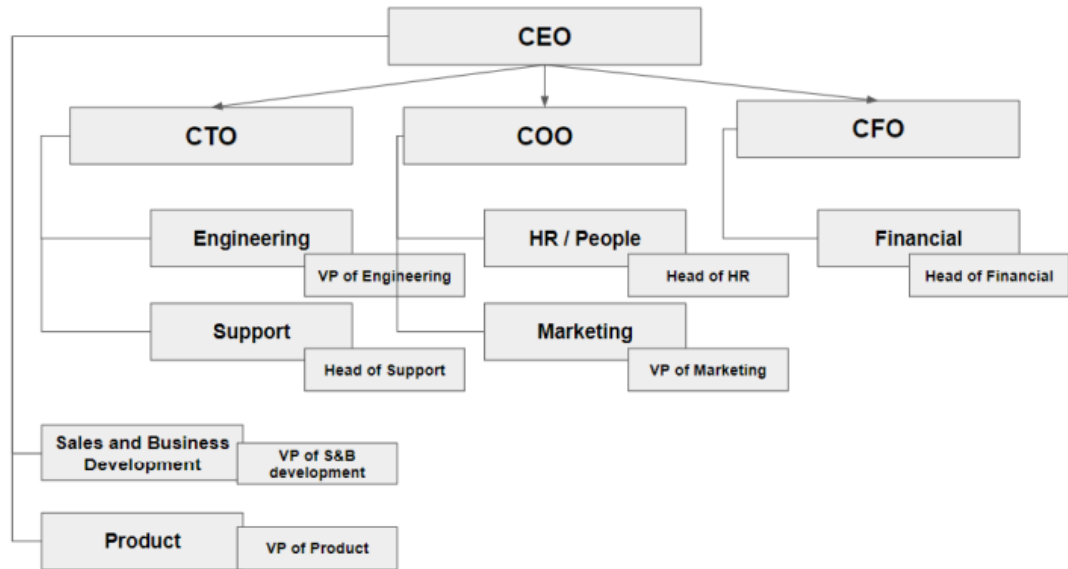 CEO
CTO
COO
CFO
Engineering
VP of Engineering
HR / People
Head of HR
Financial
Head of Financial
Support
Head of Support
Marketing
VP of Marketing
Sales and Business
Development
VP of S&B
development
Product
VP of Product